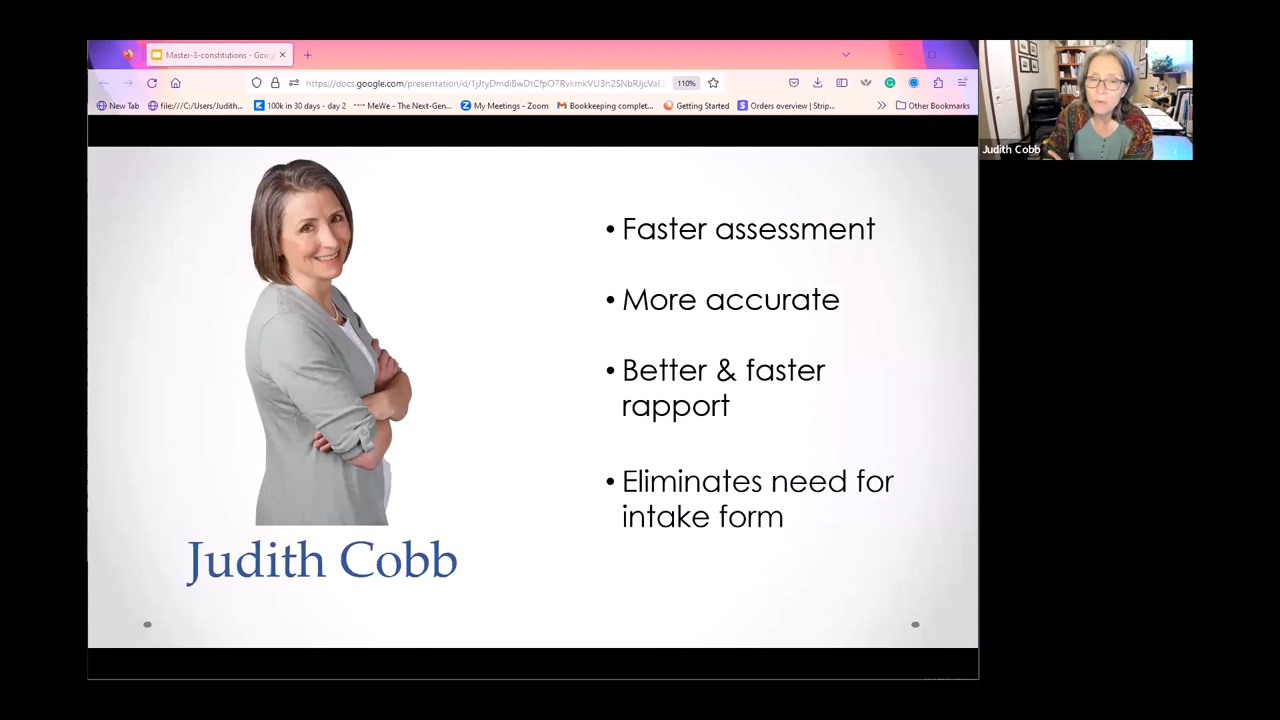 Master-3-constitutions - Goog
https://docs.google.com/presentation/d/
110%
New Tab
file:///C:/Users/Judith...
100k in 30 days - day 2
MeWe - The Next-Gen...
My Meetings - Zoom
Bookkeeping complet...
Getting Started
Orders overview | Strip...
Other Bookmarks
Judith Cobb
• Faster assessment
• More accurate
• Better & faster
rapport
• Eliminates need for
intake form
Judith Cobb